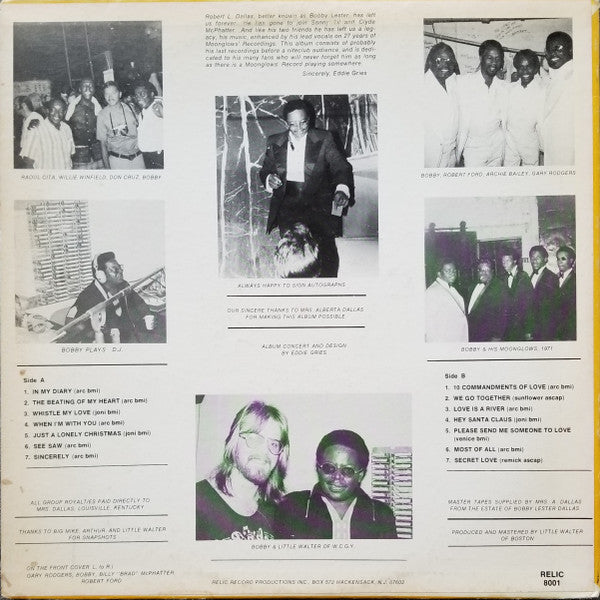 Robert L. Dallas, better known as Bobby Lester, has left
us forever. He has gone to join Sonny Til and Clyde
McPhatter. And like his two friends he has left us a leg-
acy, his music, enhanced by his lead vocals on 27 years of
Moonglows' Recordings. This album consists of probably
his last recordings before a niteclub audience, and is dedi-
cated to his many fans who will never forget him as long
as there is a Moonglows. Record playing somewhere.
Sincerely, Eddie Gries
RAOUL CITA, WILLIE WINFIELD, DON CRUZ, BOBBY
BOBBY, ROBERT FORD, ARCHIE BAILEY, GARY RODGERS
ALWAYS HAPPY TO SIGN AUTOGRAPHS
OUR SINCERE THANKS TO MRS. ALBERTA DALLAS
FOR MAKING THIS ALBUM POSSIBLE
ALBUM CONCERT AND DESIGN
BY EDDIE GRIES
BOBBY PLAYS D.J.
BOBBY & HIS MOONGLOWS, 1971
Side A
1. IN MY DIARY (arc bmi)
2. THE BEATING OF MY HEART (arc bmi)
3. WHISTLE MY LOVE (joni bmi)
4. WHEN I'M WITH YOU (arc bmi)
5. JUST A LONELY CHRISTMAS (joni bmi)
6. SEE SAW (arc bmi)
7. SINCERELY (arc bmi)
Side B
1. 10 COMMANDMENTS OF LOVE (arc bmi)
2. WE GO TOGETHER (sunflower ascap)
3. LOVE IS A RIVER (arc bmi)
4. HEY SANTA CLAUS (joni bmi)
5. PLEASE SEND ME SOMEONE TO LOVE
(venice bmi)
6. MOST OF ALL (arc bmi)
7. SECRET LOVE (remick ascap)
ALL GROUP ROYALTIES PAID DIRECTLY TO
MRS. DALLAS, LOUISVILLE, KENTUCKY
THANKS TO BIG MIKE, ARTHUR, AND LITTLE WALTER
FOR SNAPSHOTS
ON THE FRONT COVER (L. to R.)
GARY RODGERS, BOBBY, BILLY "BRAD" McPHATTER
ROBERT FORD
BOBBY & LITTLE WALTER OF W.C.G.Y.
MASTER TAPES SUPPLIED BY MRS. A. DALLAS
FROM THE ESTATE OF BOBBY LESTER DALLAS
PRODUCED AND MASTERED BY LITTLE WALTER
OF BOSTON
RELIC RECORD PRODUCTIONS INC., BOX 572 HACKENSACK, N.J. 07602
RELIC
8001